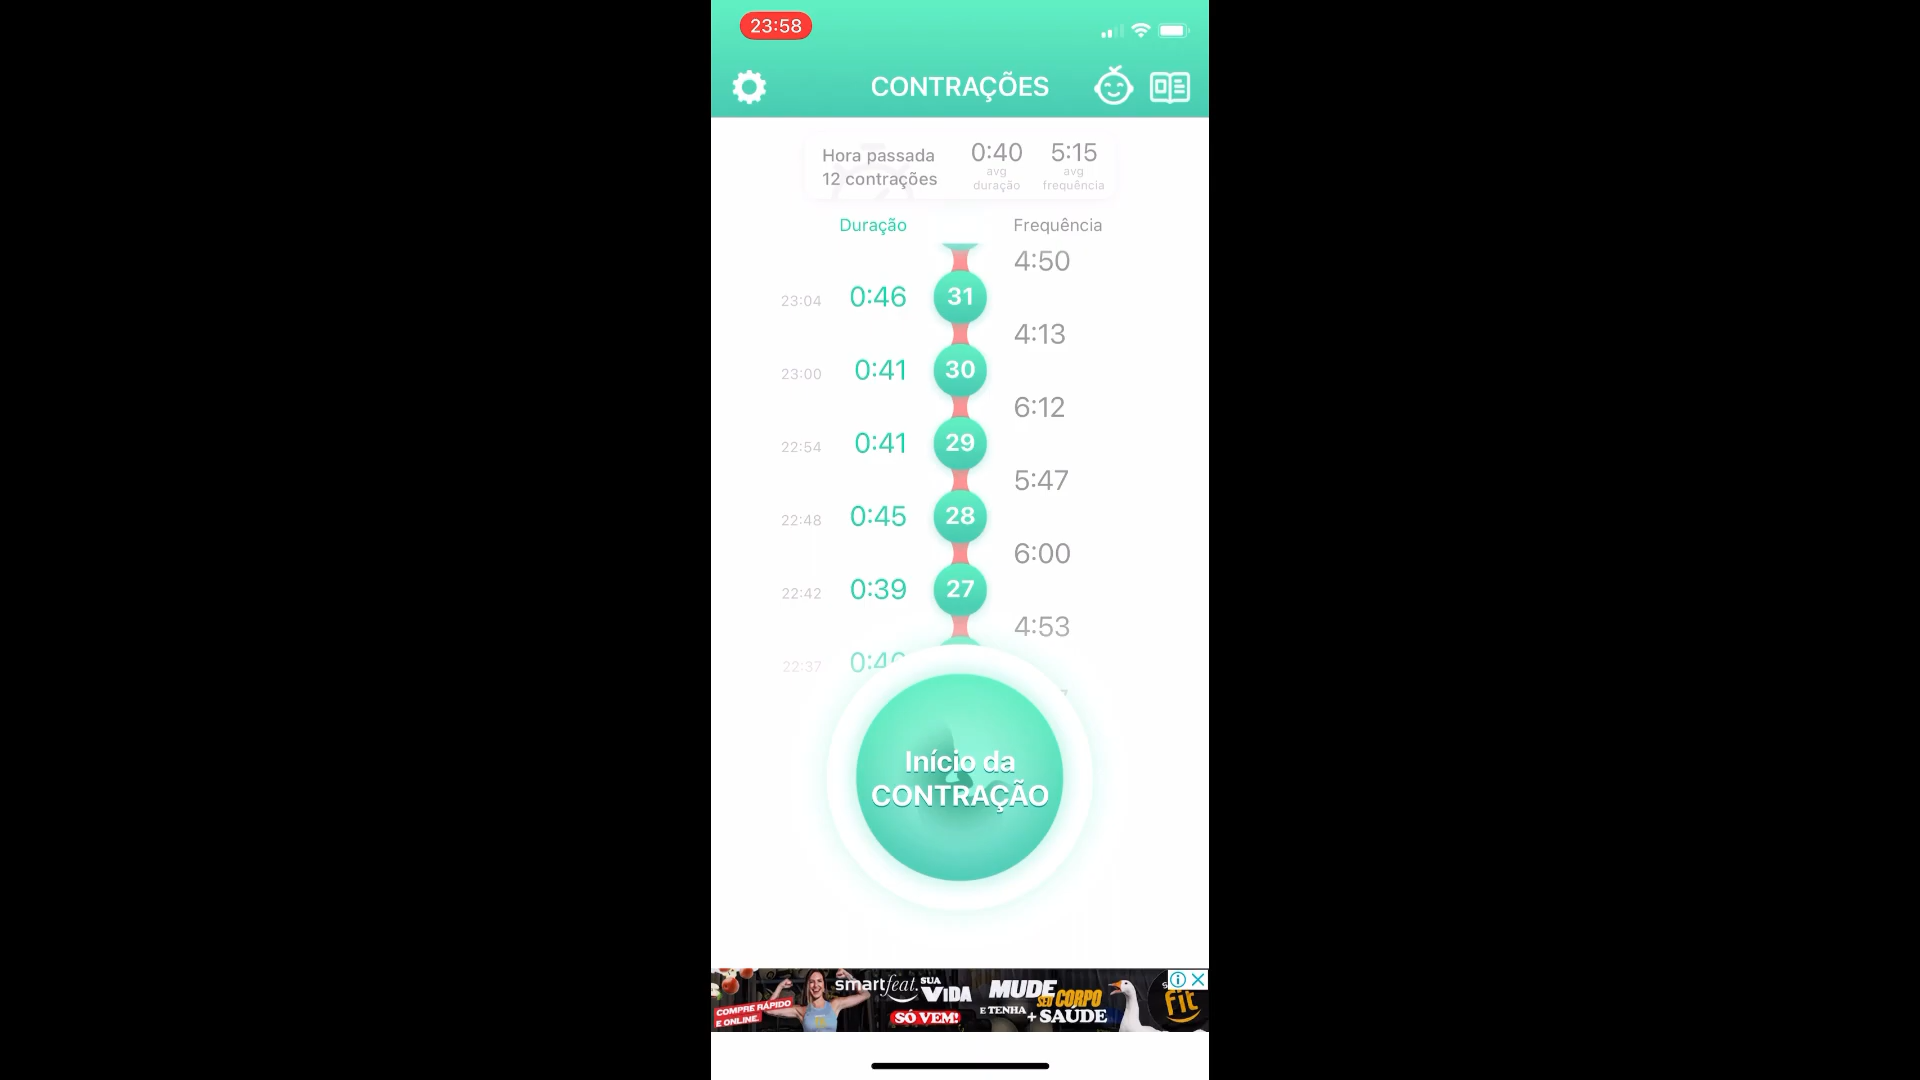 23:58
CONTRAÇÕES
Hora passada
12 contrações
0:40
avg
duração
5:15
avg
frequência
Duração
Frequência
4:50
23:04 0:46 31
4:13
23:00 0:41 30
6:12
22:54 0:41 29
5:47
22:48 0:45 28
6:00
22:42 0:39 27
4:53
22:37
Início da
CONTRAÇÃO
COMPRE RÁPIDO
E ONLINE.
smartfeat.
SUA
VIDA
SÓ VEM!
MUDE
SEU CORPO
E TENHA + SAÚDE
fit